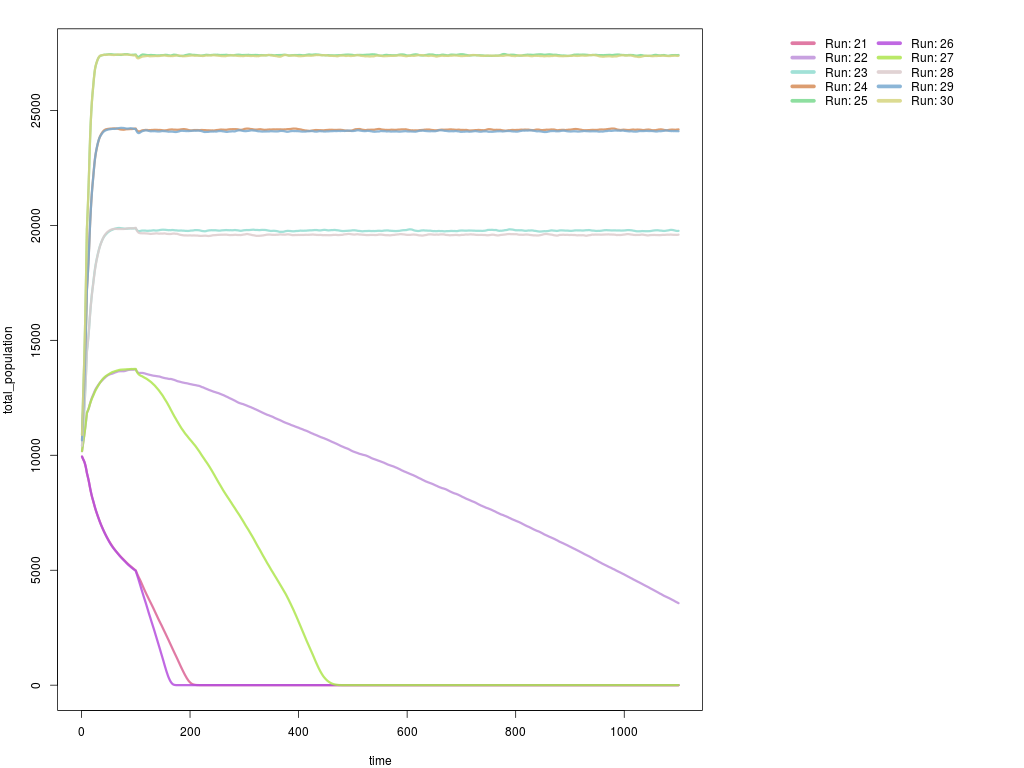 total_population
25000
20000
15000
10000
5000
0
0 200 400 600 800 1000
time
Run: 21 Run: 26
Run: 22 Run: 27
Run: 23 Run: 28
Run: 24 Run: 29
Run: 25 Run: 30